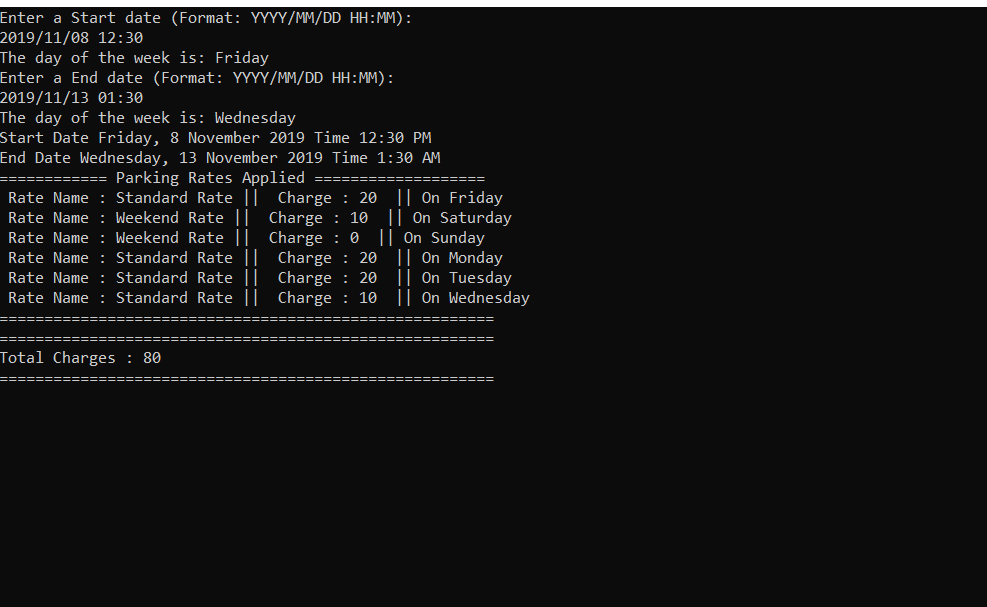 Enter a Start date (Format: YYYY/MM/DD HH:MM):
2019/11/08 12:30
The day of the week is: Friday
Enter a End date (Format: YYYY/MM/DD HH:MM):
2019/11/13 01:30
The day of the week is: Wednesday
Start Date Friday, 8 November 2019 Time 12:30 PM
End Date Wednesday, 13 November 2019 Time 1:30 AM
============ Parking Rates Applied ===================
 Rate Name : Standard Rate ||  Charge : 20  || On Friday
 Rate Name : Weekend Rate ||  Charge : 10  || On Saturday
 Rate Name : Weekend Rate ||  Charge : 0  || On Sunday
 Rate Name : Standard Rate ||  Charge : 20  || On Monday
 Rate Name : Standard Rate ||  Charge : 20  || On Tuesday
 Rate Name : Standard Rate ||  Charge : 10  || On Wednesday
=======================================================
=======================================================
Total Charges : 80
=======================================================